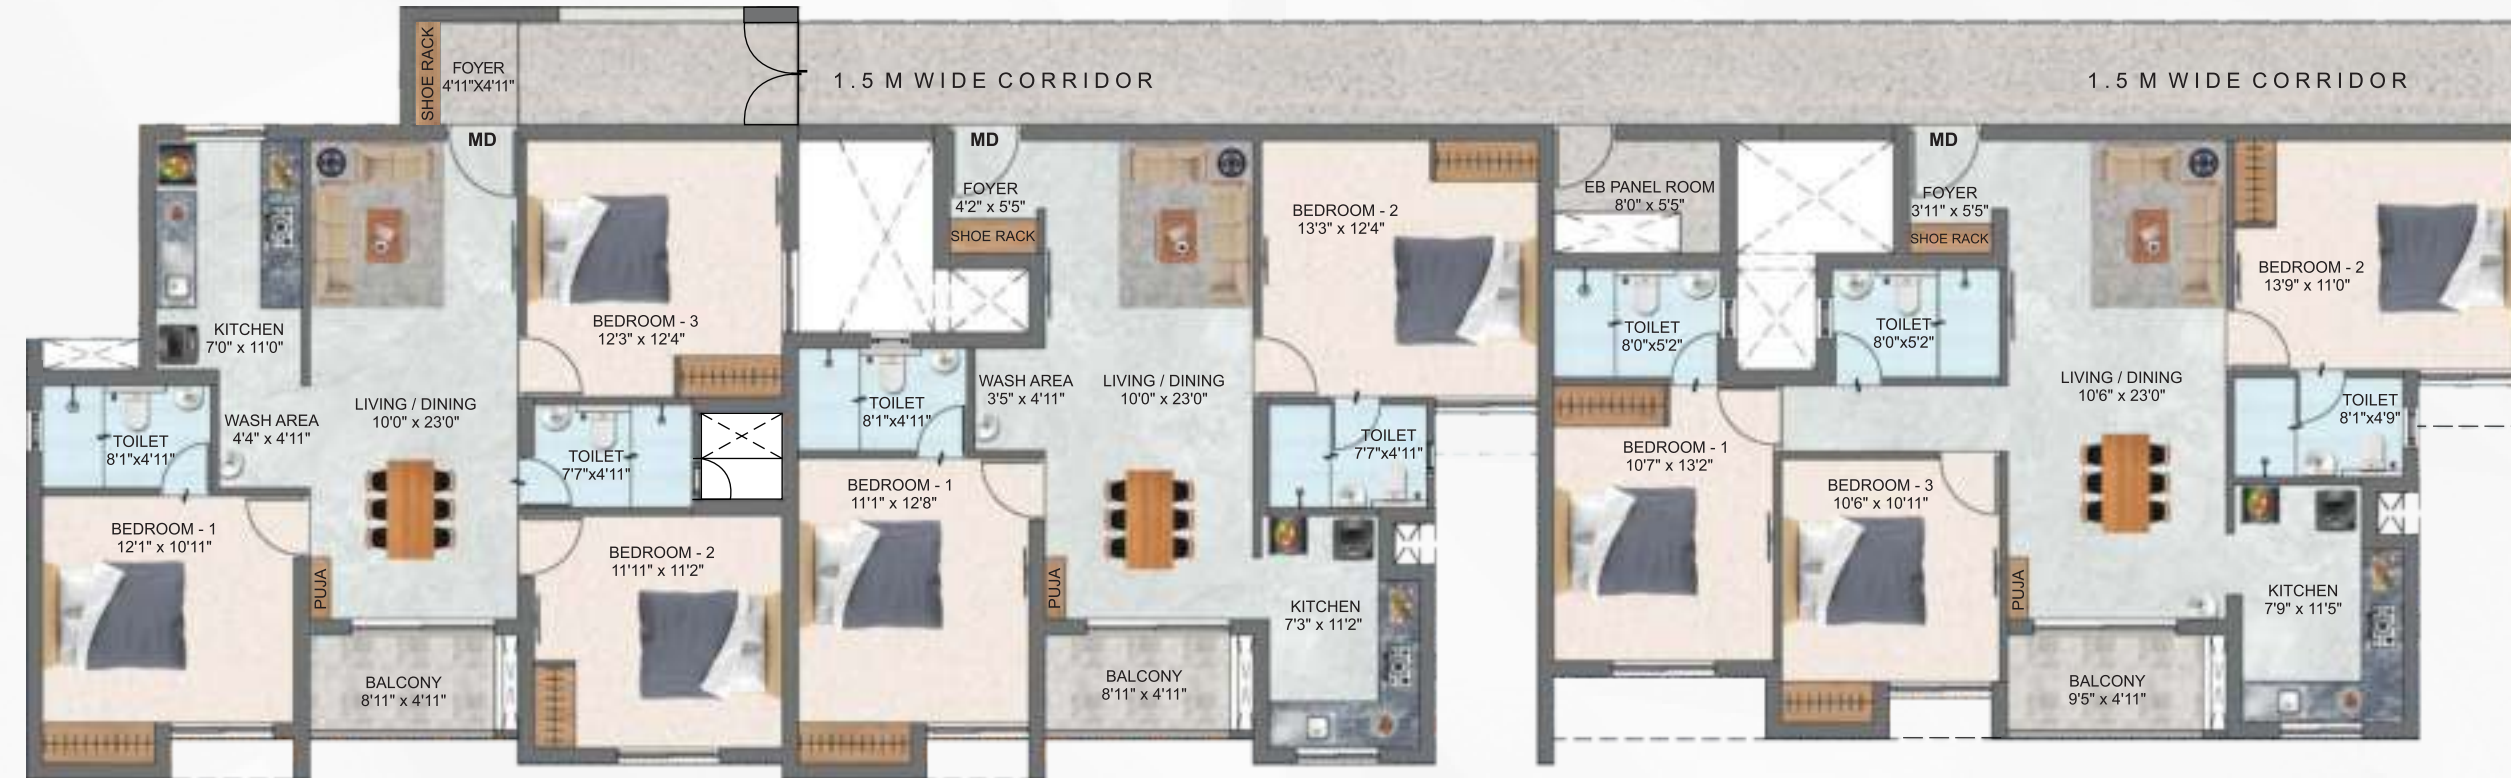 SHOE RACK
FOYER
4'11"X4'11"
1.5 M WIDE CORRIDOR
1.5 M WIDE CORRIDOR
MD
KITCHEN
7'0" x 11'0"
BEDROOM - 3
12'3" x 12'4"
LIVING / DINING
10'0" x 23'0"
WASH AREA
4'4" x 4'11"
TOILET
8'1"x4'11"
TOILET
7'7"x4'11"
BEDROOM - 1
12'1" x 10'11"
BEDROOM - 2
11'11" x 11'2"
PUJA
BALCONY
8'11" x 4'11"
MD
FOYER
4'2" x 5'5"
SHOE RACK
BEDROOM - 2
13'3" x 12'4"
WASH AREA
3'5" x 4'11"
LIVING / DINING
10'0" x 23'0"
TOILET
8'1"x4'11"
TOILET
7'7"x4'11"
BEDROOM - 1
11'1" x 12'8"
PUJA
KITCHEN
7'3" x 11'2"
BALCONY
8'11" x 4'11"
EB PANEL ROOM
8'0" x 5'5"
MD
FOYER
3'11" x 5'5"
SHOE RACK
BEDROOM - 2
13'9" x 11'0"
TOILET
8'0"x5'2"
TOILET
8'0"x5'2"
LIVING / DINING
10'6" x 23'0"
TOILET
8'1"x4'9"
BEDROOM - 1
10'7" x 13'2"
BEDROOM - 3
10'6" x 10'11"
PUJA
KITCHEN
7'9" x 11'5"
BALCONY
9'5" x 4'11"